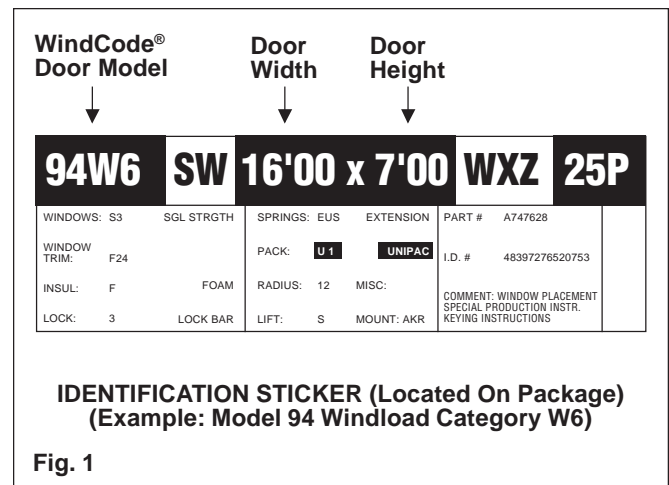 WindCode® Door Model
Door Width
Door Height
94W6 SW 16'00 x 7'00 WXZ 25P
WINDOWS: S3 SGL STRGTH SPRINGS: EUS EXTENSION PART # A747628
WINDOW TRIM: F24 PACK: U 1 UNIPAC I.D. # 48397276520753
INSUL: F FOAM RADIUS: 12 MISC:
COMMENT: WINDOW PLACEMENT
SPECIAL PRODUCTION INSTR.
LOCK: 3 LOCK BAR LIFT: S MOUNT: AKR KEYING INSTRUCTIONS
IDENTIFICATION STICKER (Located On Package)
(Example: Model 94 Windload Category W6)
Fig. 1